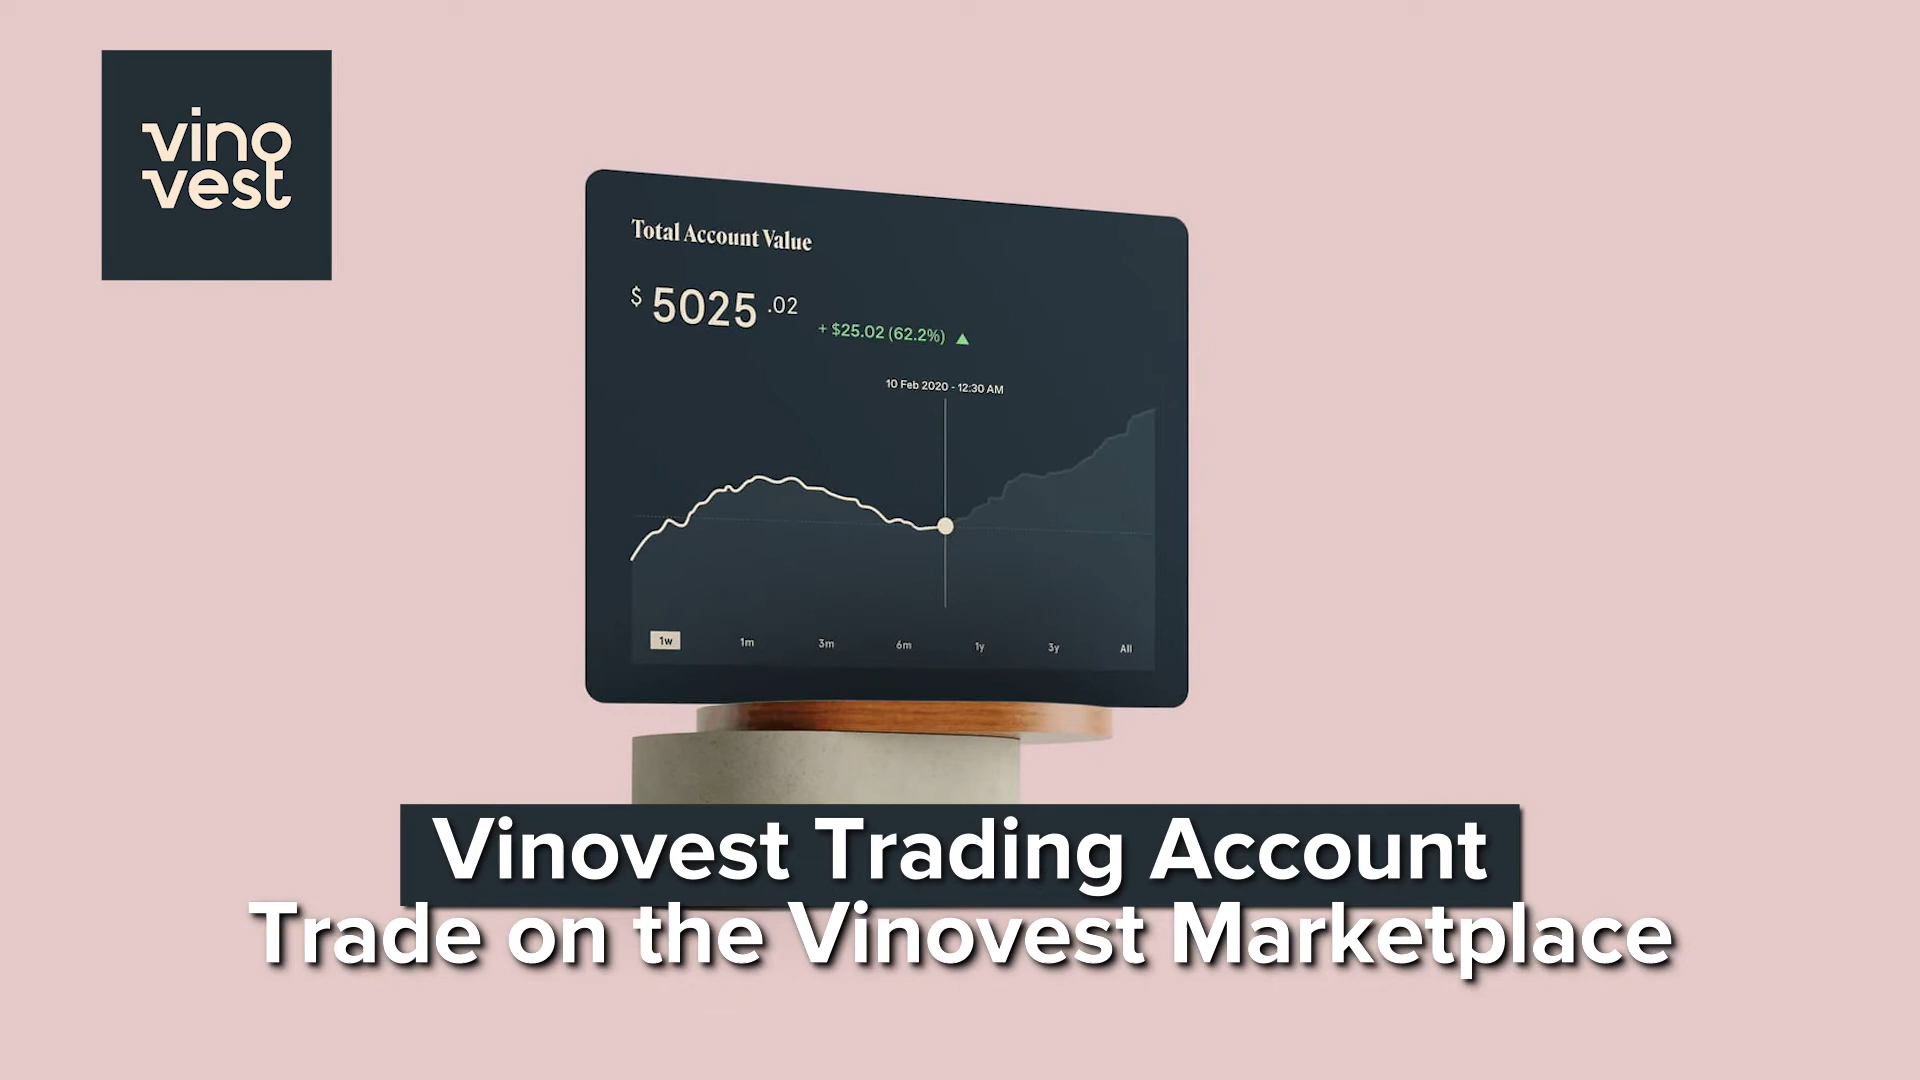 vino
vest
Total Account Value
$ 5025 .02
+ $25.02 (62.2%) ▲
10 Feb 2020 - 12:30 AM
1w 1m 3m 6m 1y 3y All
Vinovest Trading Account
Trade on the Vinovest Marketplace